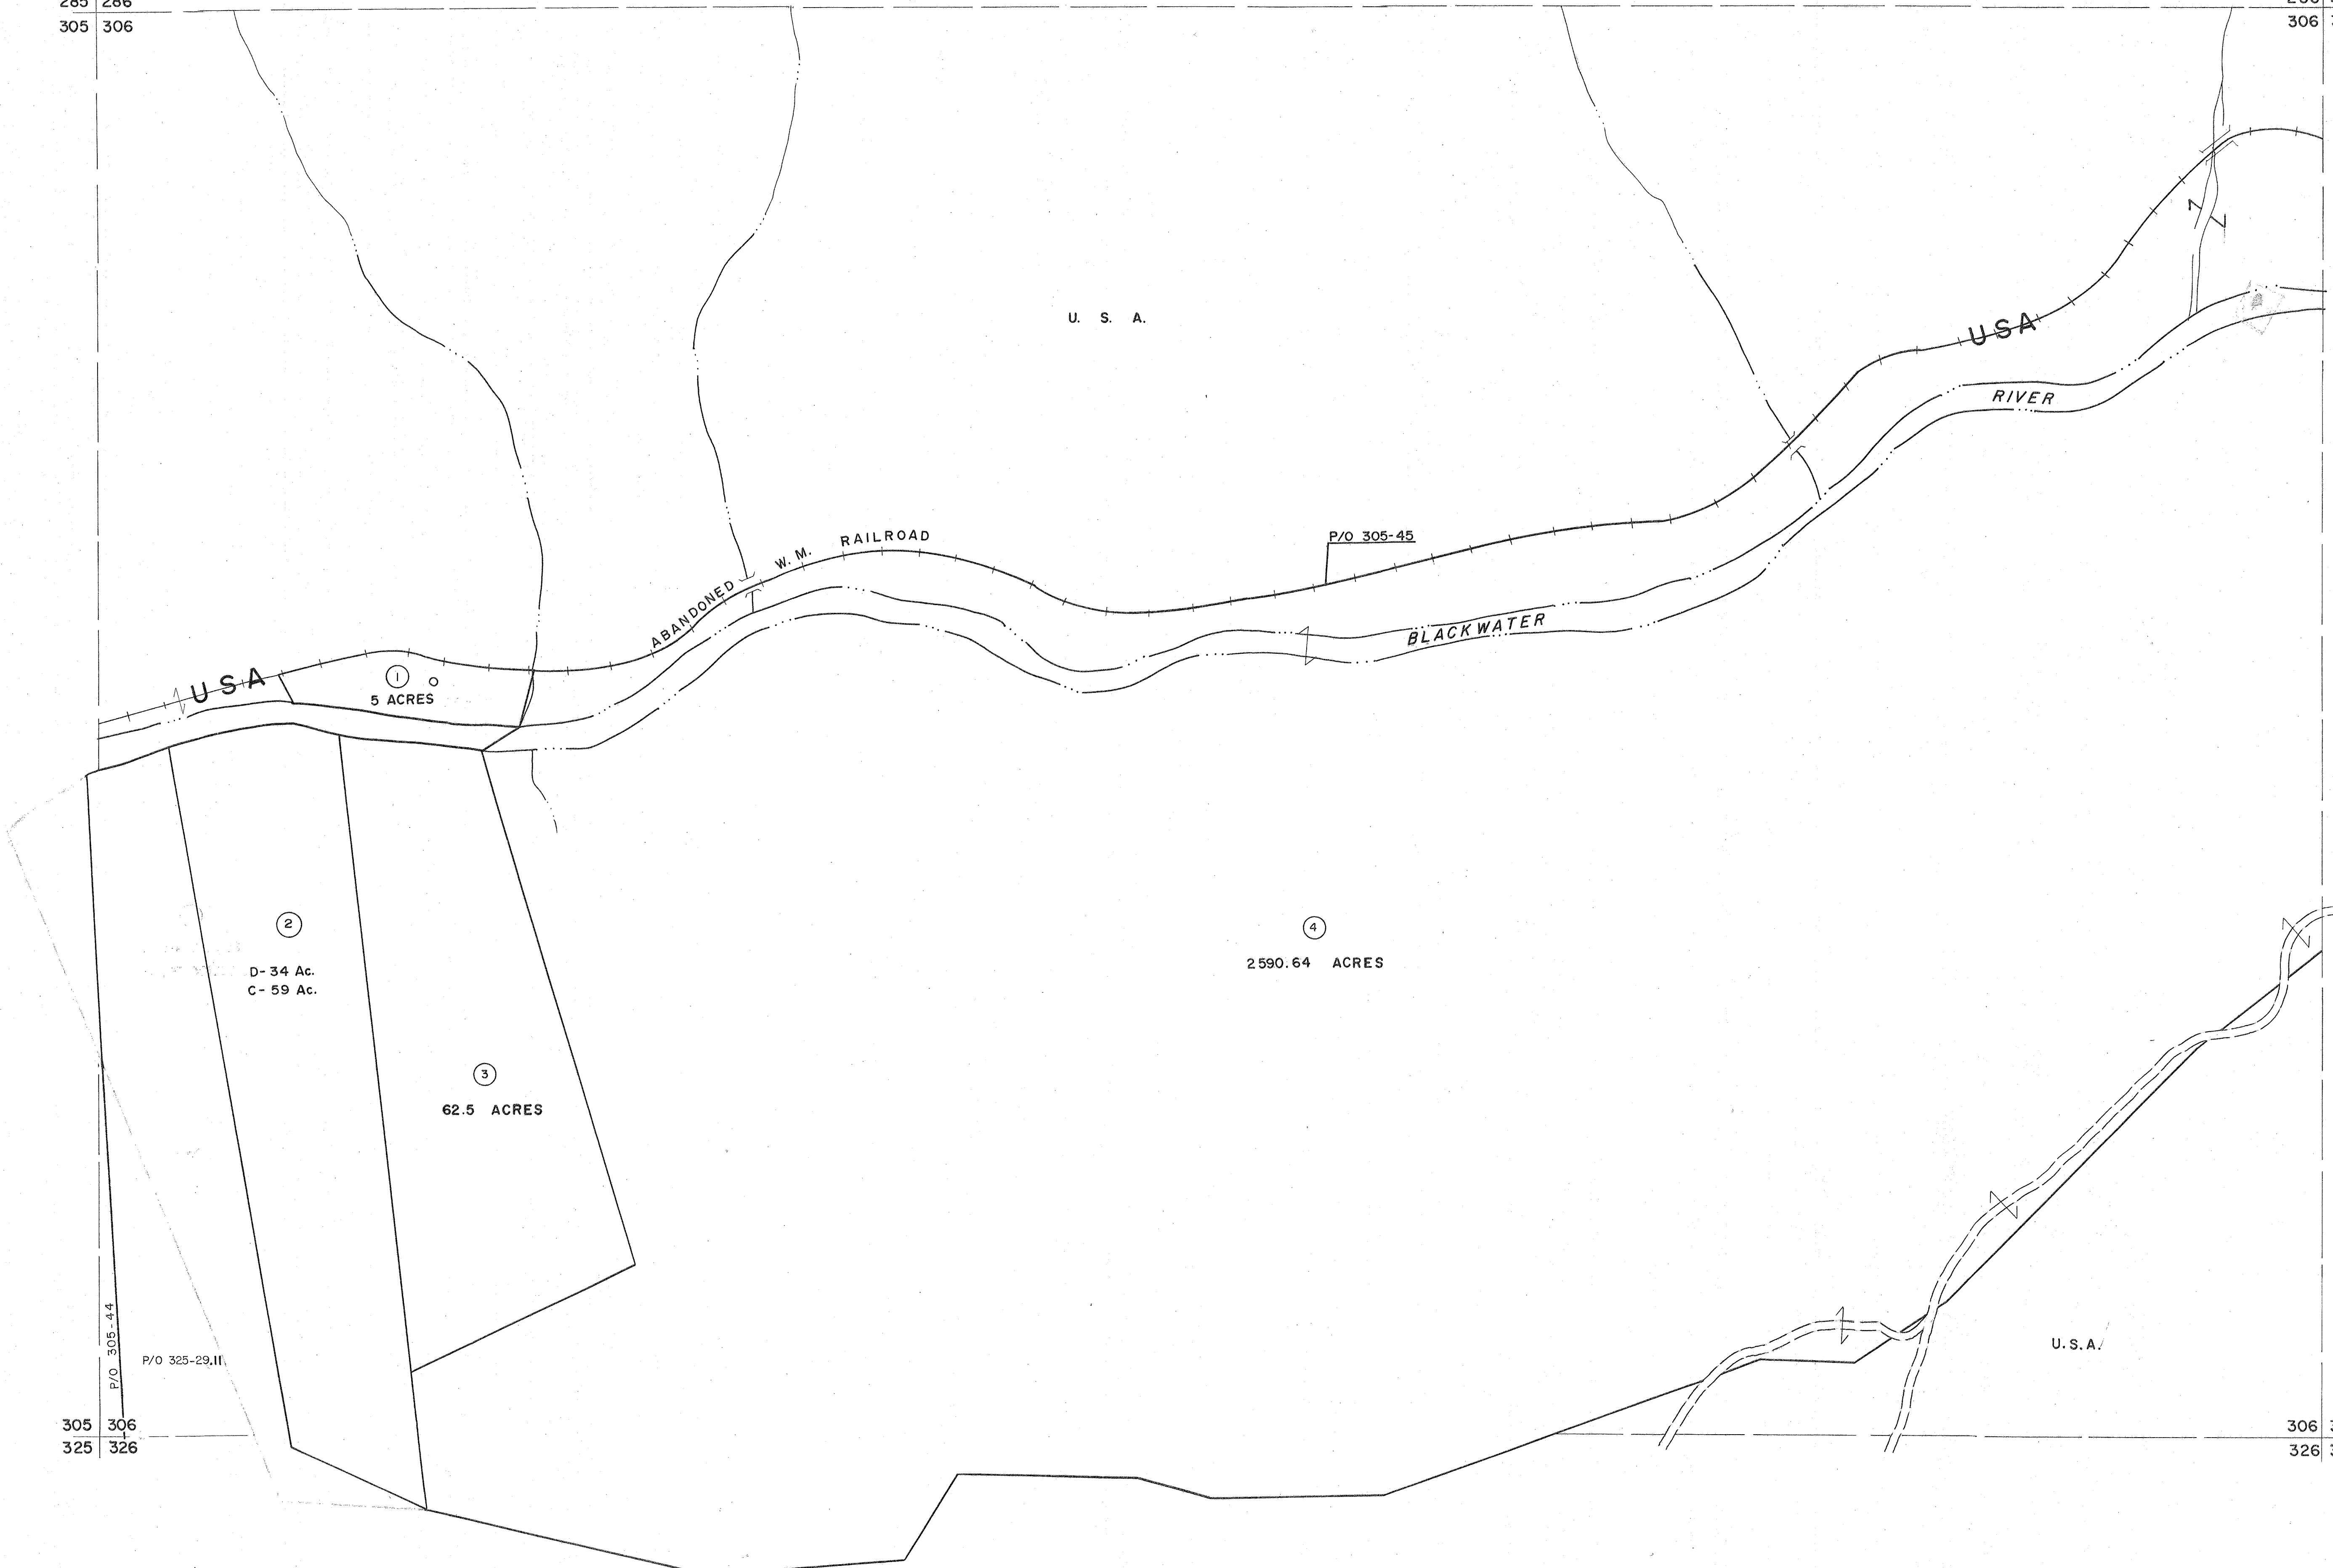 285 286
305 306
306
U. S. A.
USA
RIVER
P/O 305-45
ABANDONED W. M. RAILROAD
BLACKWATER
USA
1
5 ACRES
2
D-34 Ac.
C-59 Ac.
4
2590.64 ACRES
3
62.5 ACRES
P/O 305-44
P/O 325-29.11
U.S.A.
305 306
325 326
306
326